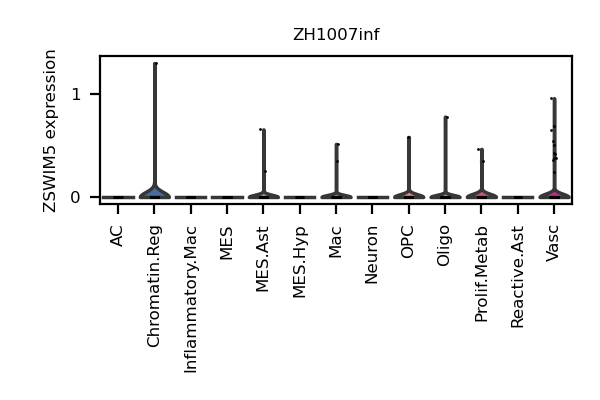 ZH1007inf
ZSWIM5 expression
1
0
AC
Chromatin.Reg
Inflammatory.Mac
MES
MES.Ast
MES.Hyp
Mac
Neuron
OPC
Oligo
Prolif.Metab
Reactive.Ast
Vasc